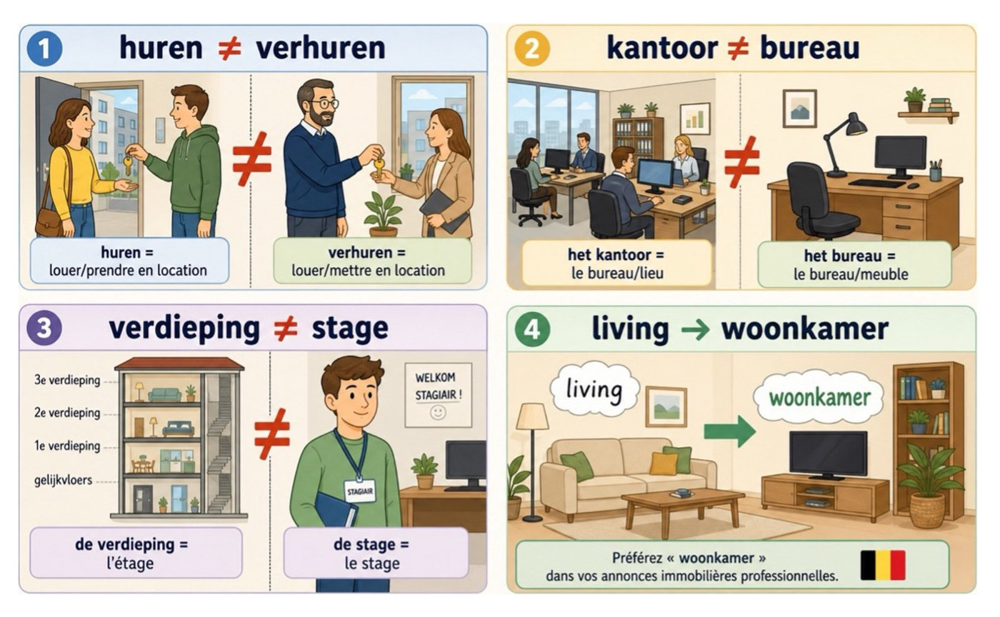 1 huren ≠ verhuren
huren =
louer/prendre en location
verhuren =
louer/mettre en location
2 kantoor ≠ bureau
het kantoor =
le bureau/lieu
het bureau =
le bureau/meuble
3 verdieping ≠ stage
3e verdieping
2e verdieping
1e verdieping
gelijkvloers
WELKOM
STAGIAIR !
STAGIAIR
de verdieping =
l'étage
de stage =
le stage
4 living → woonkamer
living
woonkamer
Préférez « woonkamer »
dans vos annonces immobilières professionnelles.